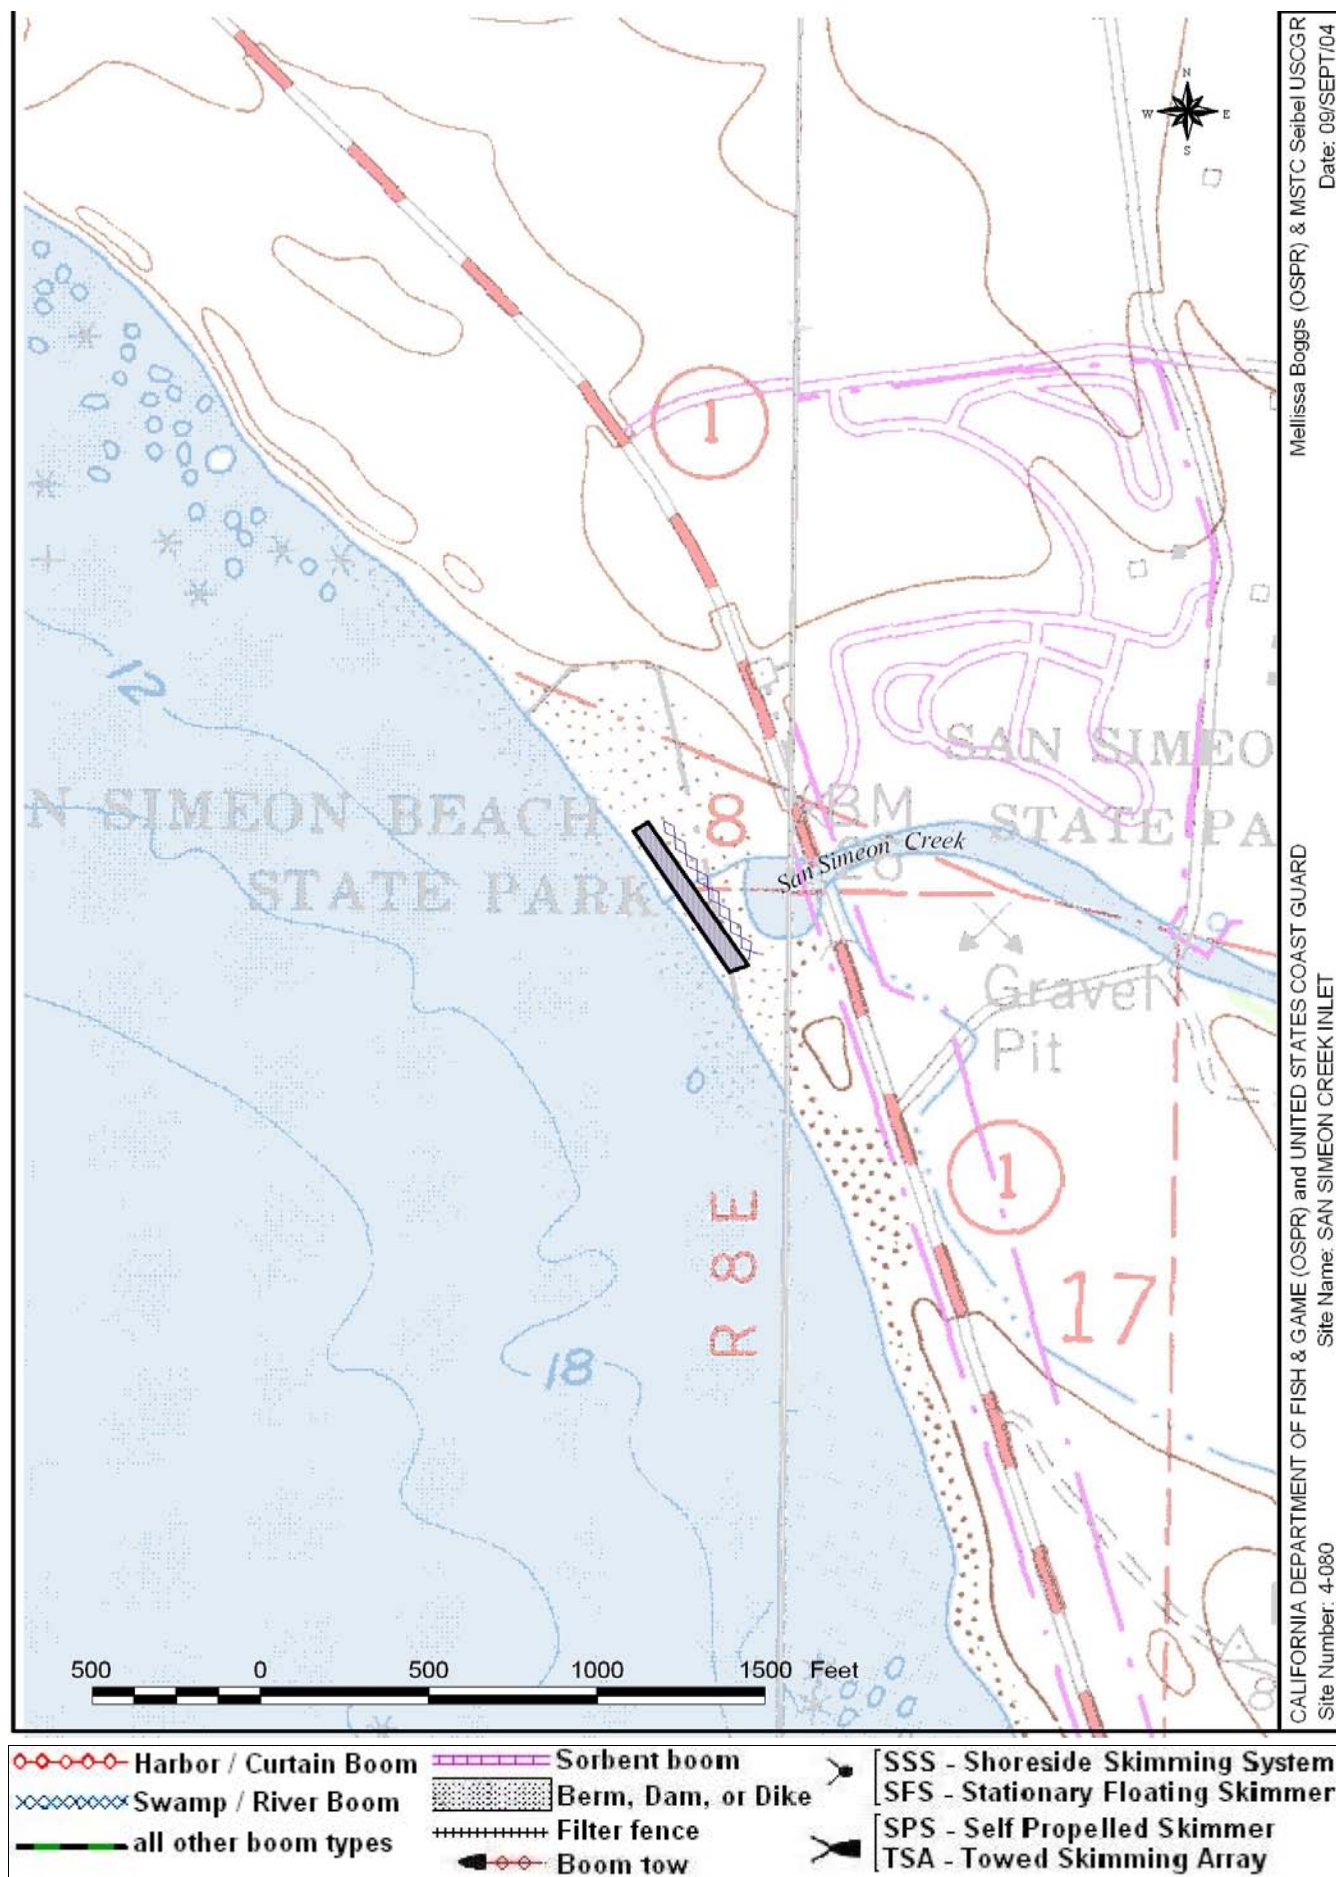 N
W
E
S
1
12
SAN SIMEO
STATE PA
8
BM
San Simeon Creek
N SIMEON BEACH
STATE PARK
Gravel
Pit
1
R 8 E
17
18
500 0 500 1000 1500 Feet
Mellissa Boggs (OSPR) & MSTC Seibel USCGR
Date: 09/SEPT/04
CALIFORNIA DEPARTMENT OF FISH & GAME (OSPR) and UNITED STATES COAST GUARD
Site Number: 4-080 Site Name: SAN SIMEON CREEK INLET
Harbor / Curtain Boom
Swamp / River Boom
all other boom types
Sorbent boom
Berm, Dam, or Dike
Filter fence
Boom tow
SSS - Shoreside Skimming System
SFS - Stationary Floating Skimmer
SPS - Self Propelled Skimmer
TSA - Towed Skimming Array